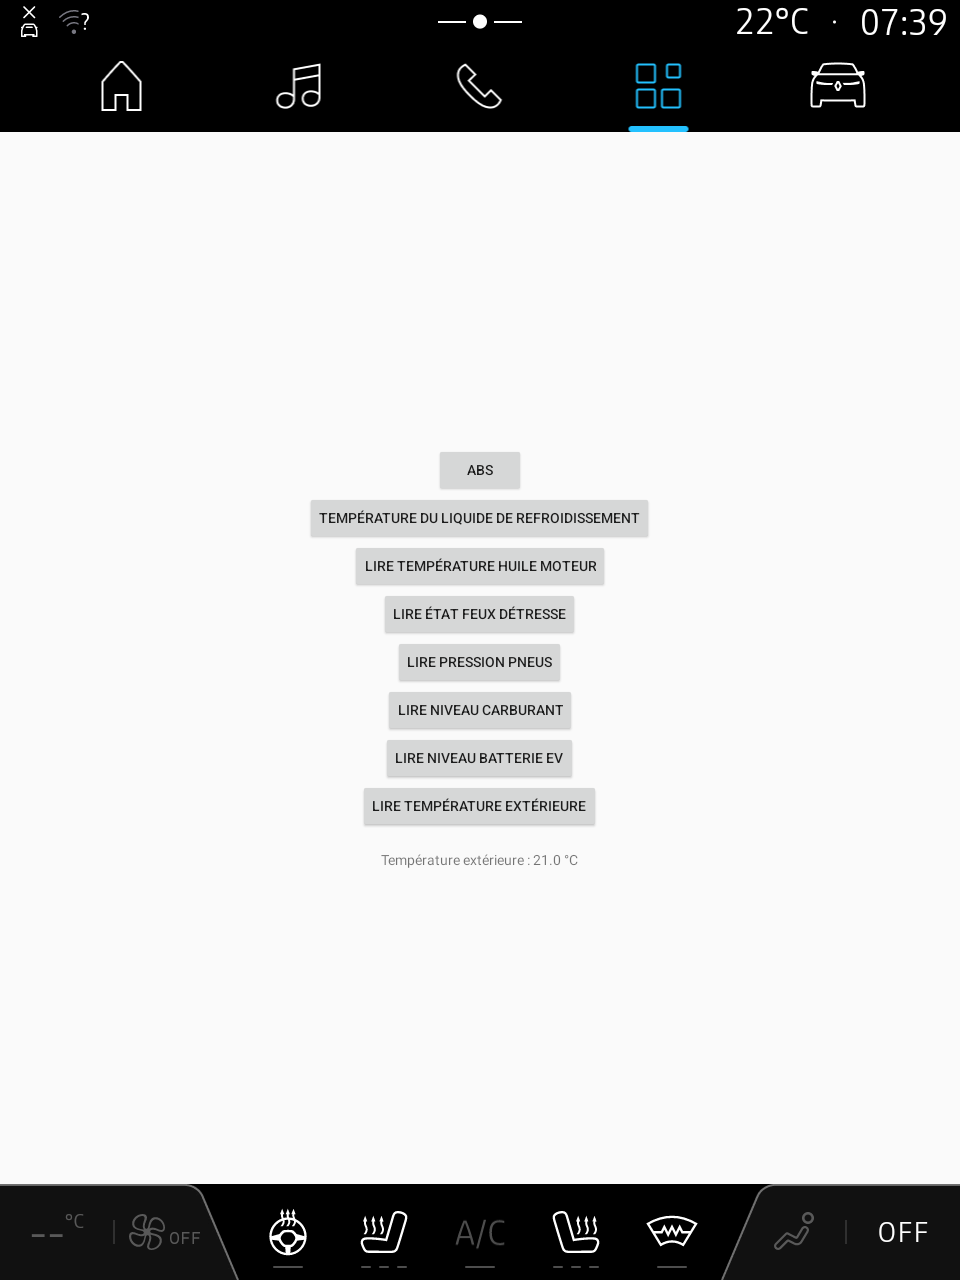 22°C · 07:39
?
ABS
TEMPÉRATURE DU LIQUIDE DE REFROIDISSEMENT
LIRE TEMPÉRATURE HUILE MOTEUR
LIRE ÉTAT FEUX DÉTRESSE
LIRE PRESSION PNEUS
LIRE NIVEAU CARBURANT
LIRE NIVEAU BATTERIE EV
LIRE TEMPÉRATURE EXTÉRIEURE
Température extérieure : 21.0 °C
--°C
OFF
A/C
OFF